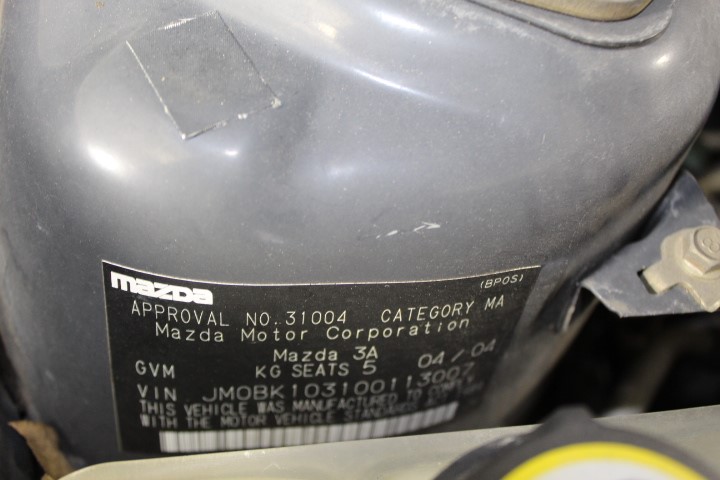 mazda
(BP0S)
APPROVAL NO.31004 CATEGORY MA
Mazda Motor Corporation
Mazda 3A
04/04
GVM KG SEATS 5
VIN JM0BK103100113007
THIS VEHICLE WAS MANUFACTURED TO COMPLY
WITH THE MOTOR VEHICLE STANDARDS